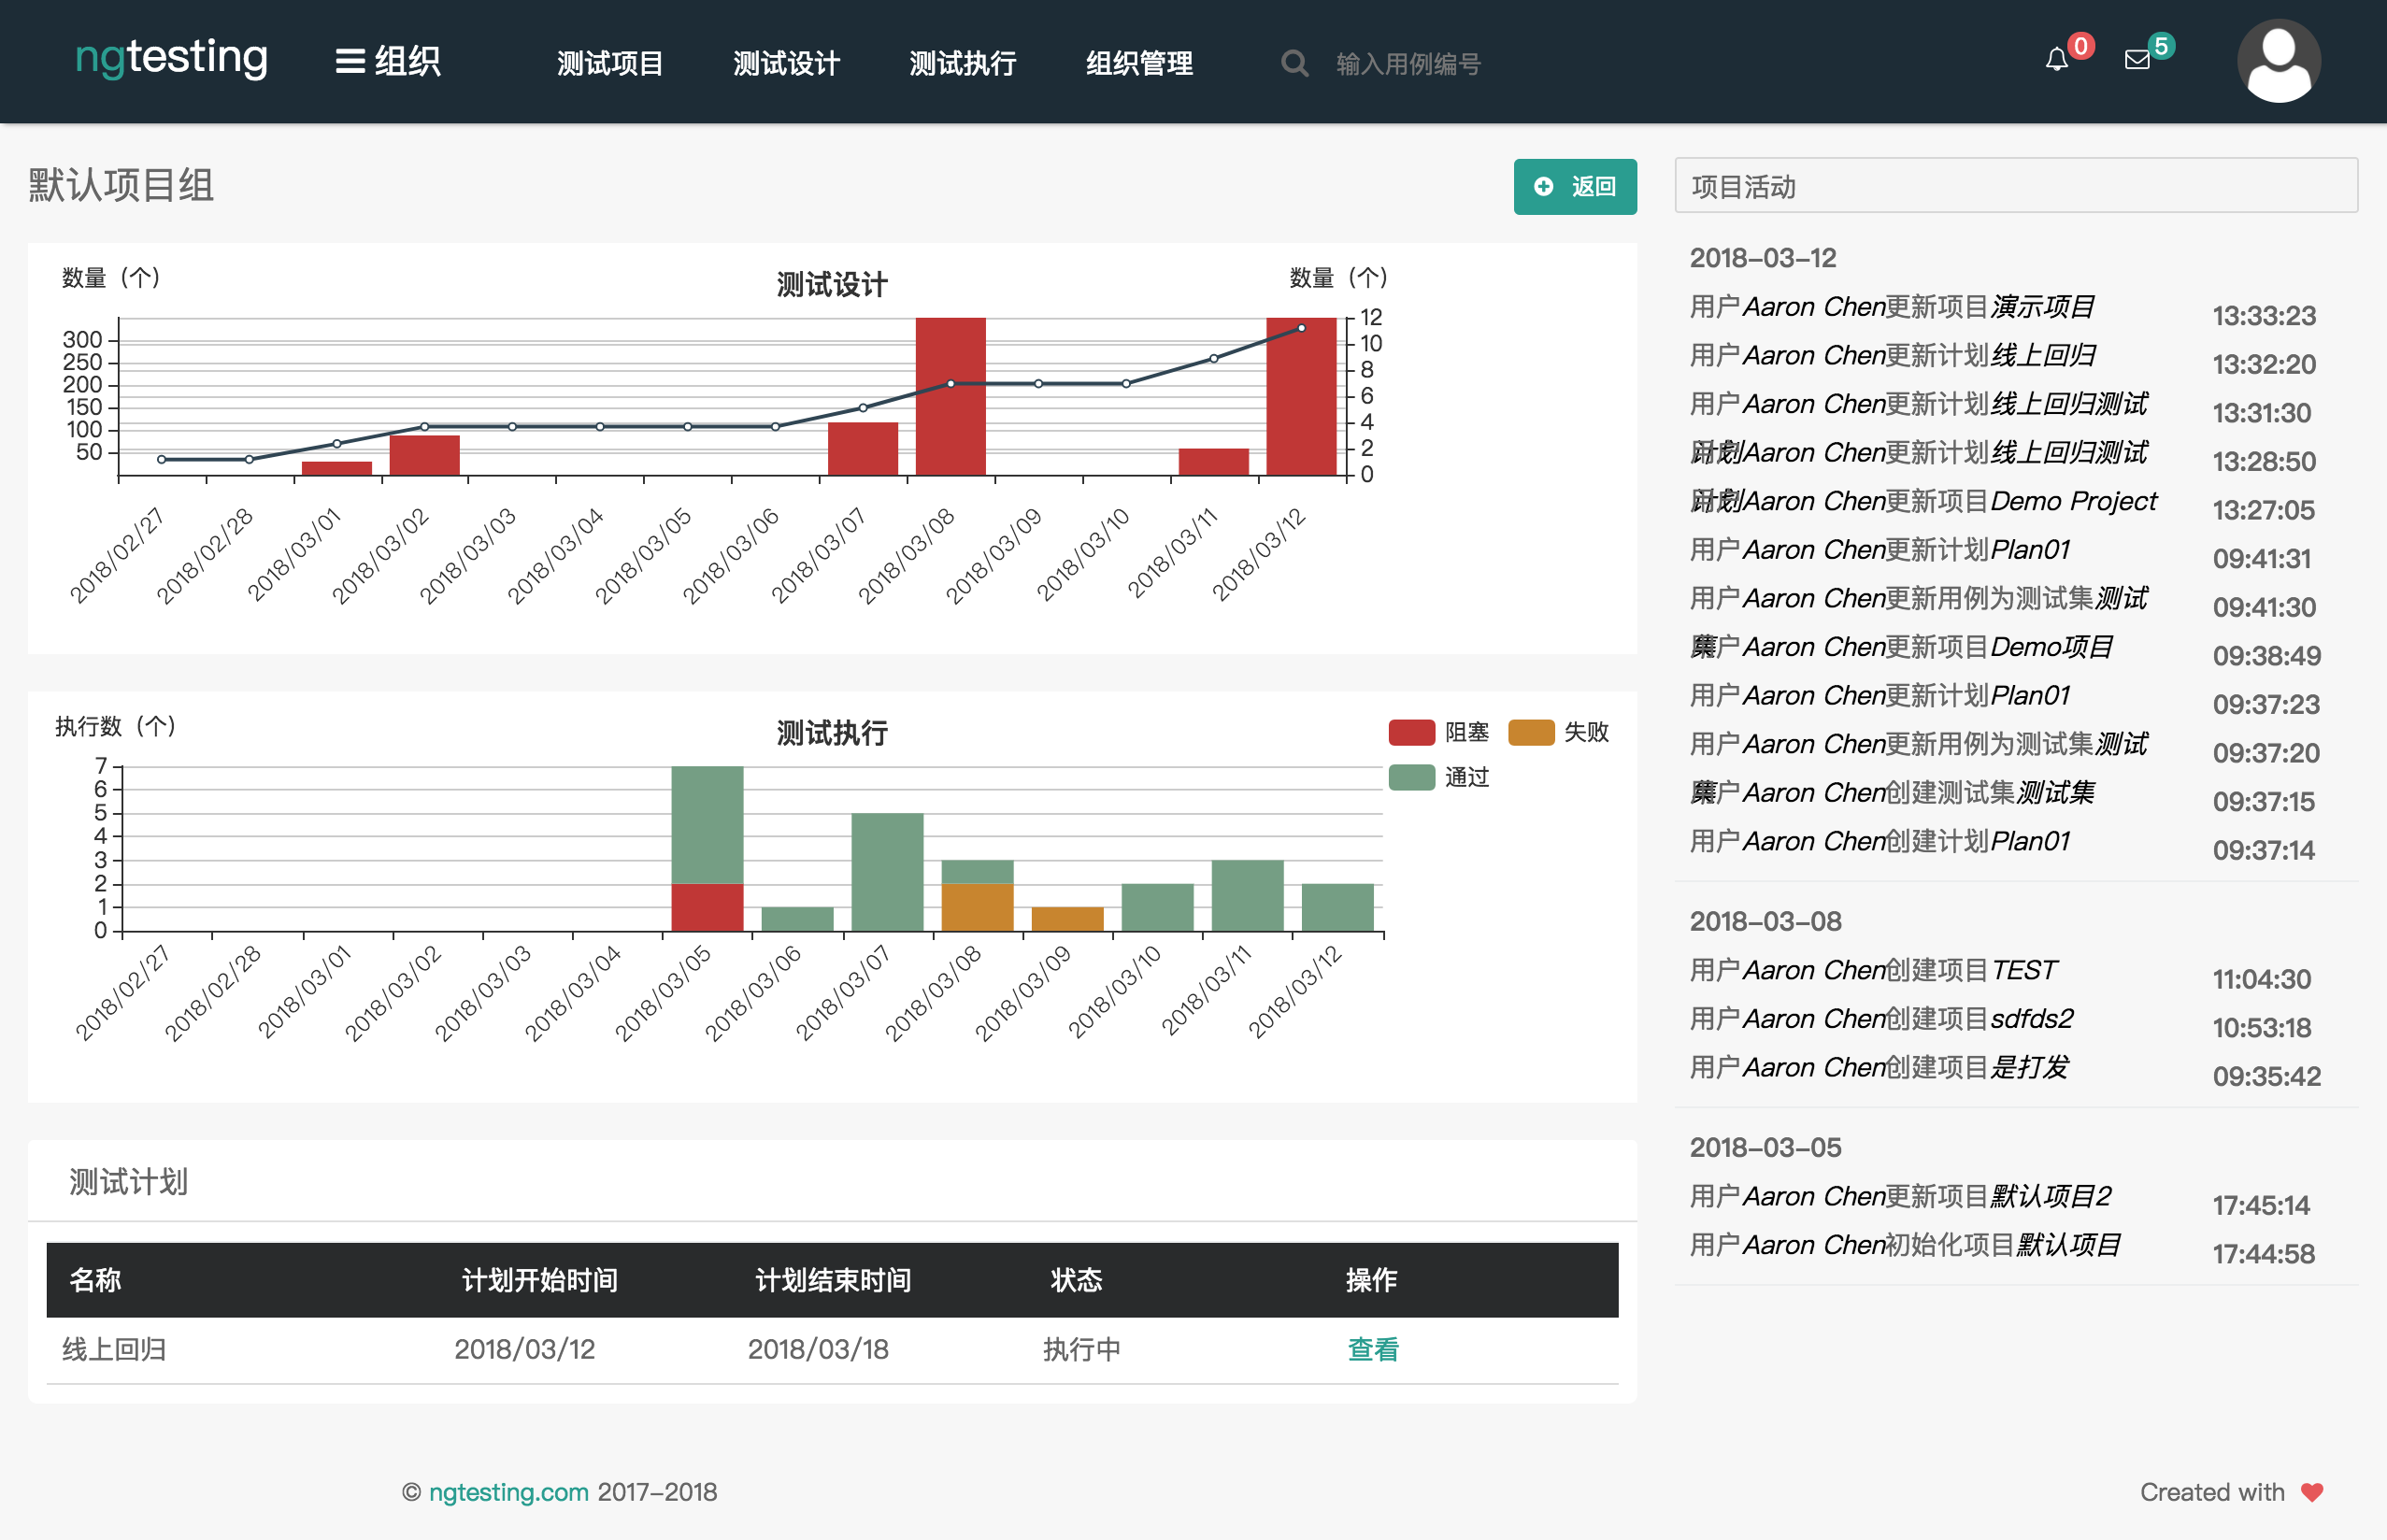 ngtesting 组织 测试项目 测试设计 测试执行 组织管理 输入用例编号 0 5
默认项目组
返回
数量（个） 测试设计 数量（个）
300
250
200
150
100
50
12
10
8
6
4
2
0
2018/02/27 2018/02/28 2018/03/01 2018/03/02 2018/03/03 2018/03/04 2018/03/05 2018/03/06 2018/03/07 2018/03/08 2018/03/09 2018/03/10 2018/03/11 2018/03/12
执行数（个） 测试执行
阻塞 失败
通过
7
6
5
4
3
2
1
0
2018/02/27 2018/02/28 2018/03/01 2018/03/02 2018/03/03 2018/03/04 2018/03/05 2018/03/06 2018/03/07 2018/03/08 2018/03/09 2018/03/10 2018/03/11 2018/03/12
测试计划
名称 计划开始时间 计划结束时间 状态 操作
线上回归 2018/03/12 2018/03/18 执行中 查看
项目活动
2018-03-12
用户Aaron Chen更新项目演示项目 13:33:23
用户Aaron Chen更新计划线上回归 13:32:20
用户Aaron Chen更新计划线上回归测试 13:31:30
Aaron Chen更新计划线上回归测试 13:28:50
Aaron Chen更新项目Demo Project 13:27:05
用户Aaron Chen更新计划Plan01 09:41:31
用户Aaron Chen更新用例为测试集测试 09:41:30
户Aaron Chen更新项目Demo项目 09:38:49
用户Aaron Chen更新计划Plan01 09:37:23
用户Aaron Chen更新用例为测试集测试 09:37:20
户Aaron Chen创建测试集测试集 09:37:15
用户Aaron Chen创建计划Plan01 09:37:14
2018-03-08
用户Aaron Chen创建项目TEST 11:04:30
用户Aaron Chen创建项目sdfds2 10:53:18
用户Aaron Chen创建项目是打发 09:35:42
2018-03-05
用户Aaron Chen更新项目默认项目2 17:45:14
用户Aaron Chen初始化项目默认项目 17:44:58
© ngtesting.com 2017-2018
Created with